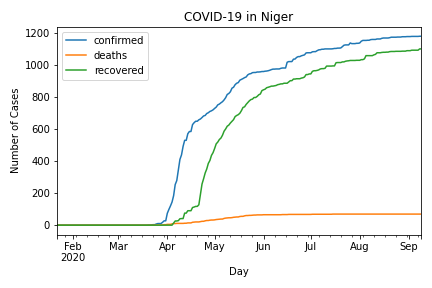 COVID-19 in Niger
confirmed
deaths
recovered
Number of Cases
1200
1000
800
600
400
200
0
Feb Mar Apr May Jun Jul Aug Sep
2020
Day